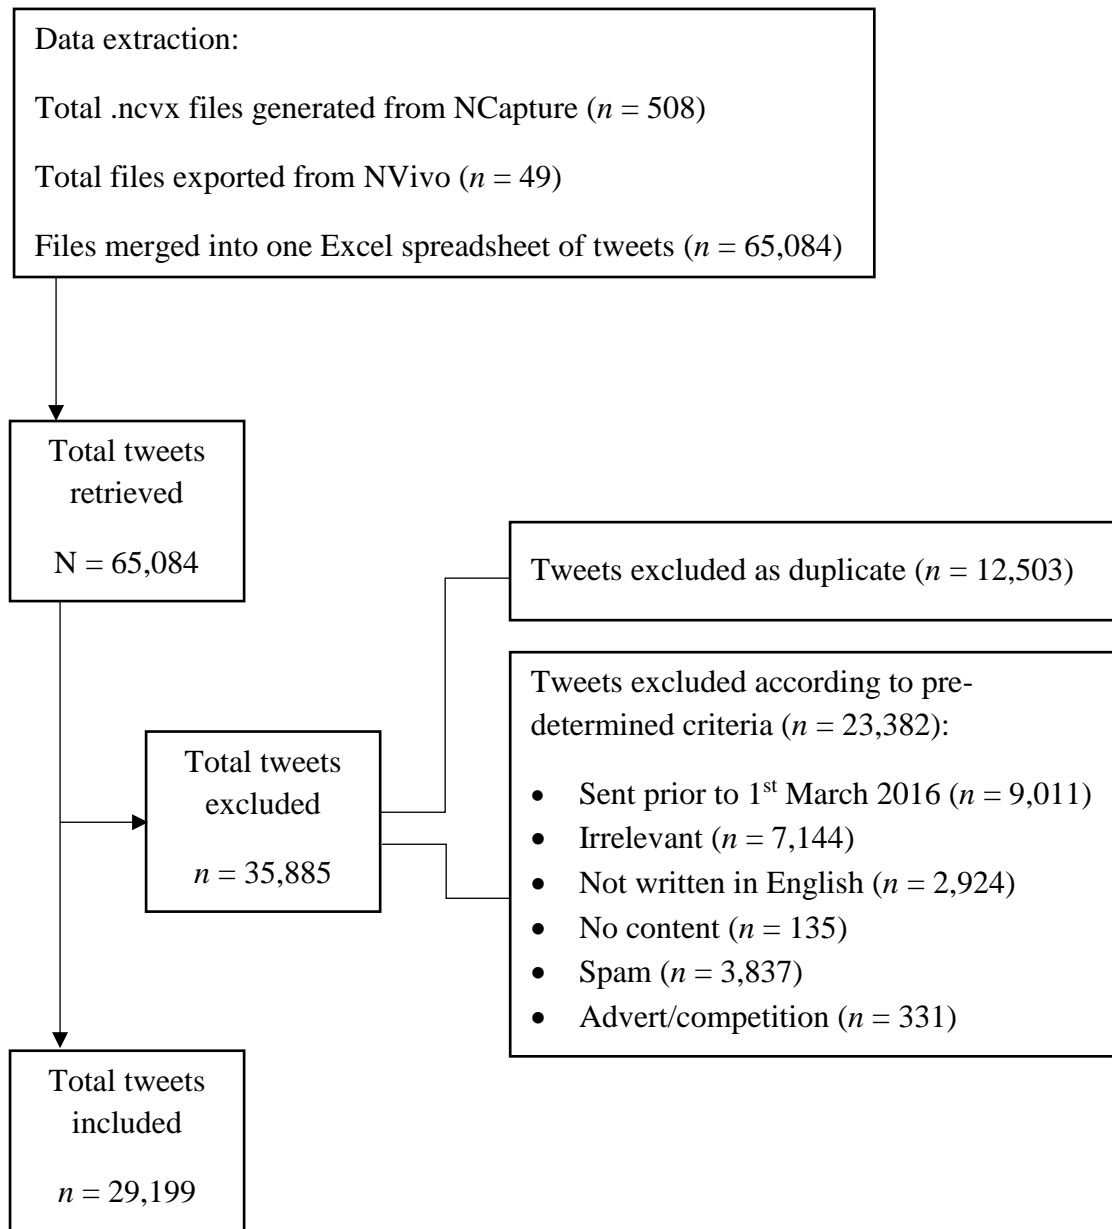 Data extraction:
Total .ncvx files generated from NCapture (n = 508)
Total files exported from NVivo (n = 49)
Files merged into one Excel spreadsheet of tweets (n = 65,084)
Total tweets
retrieved
N = 65,084
Tweets excluded as duplicate (n = 12,503)
Tweets excluded according to pre-
determined criteria (n = 23,382):
• Sent prior to 1st March 2016 (n = 9,011)
• Irrelevant (n = 7,144)
• Not written in English (n = 2,924)
• No content (n = 135)
• Spam (n = 3,837)
• Advert/competition (n = 331)
Total tweets
excluded
n = 35,885
Total tweets
included
n = 29,199